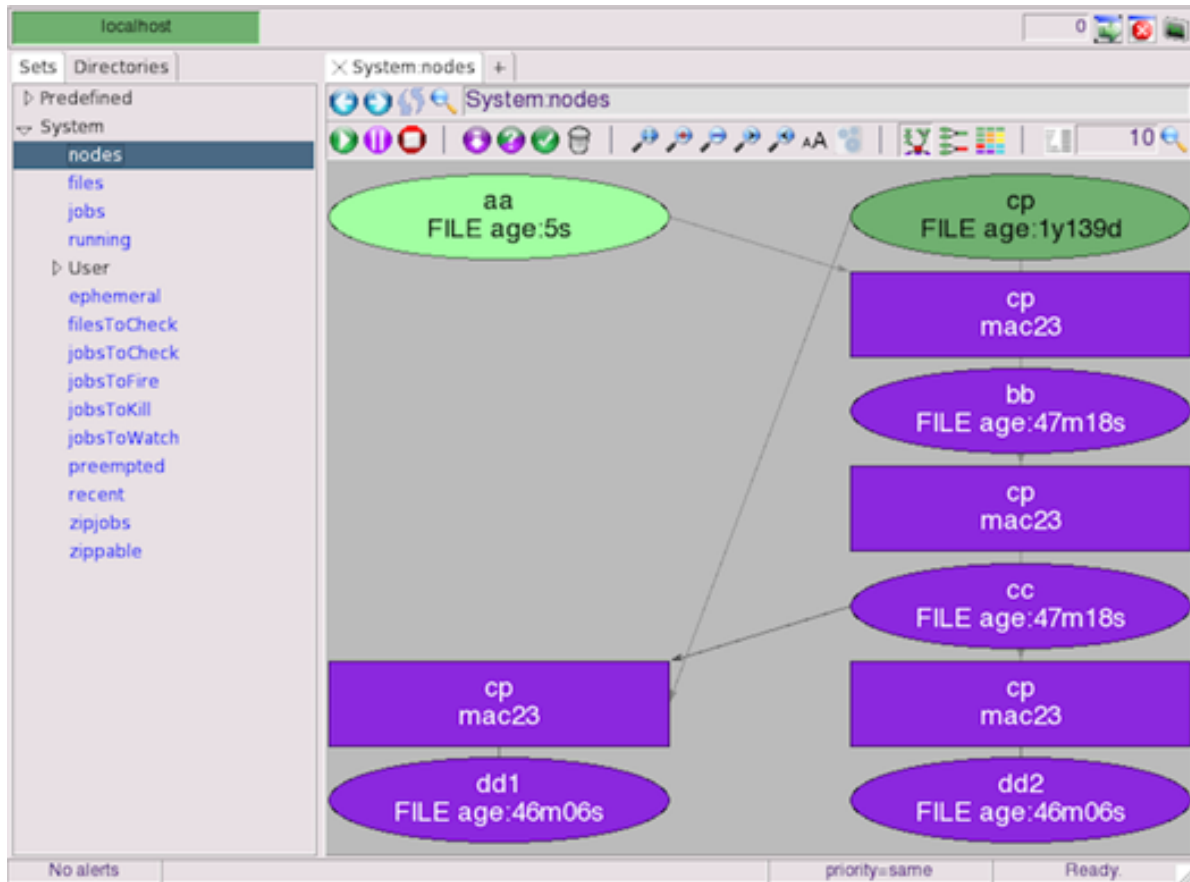 localhost
0
Sets Directories
System:nodes +
Predefined
System
nodes
files
jobs
running
User
ephemeral
filesToCheck
jobsToCheck
jobsToFire
jobsToKill
jobsToWatch
preempted
recent
zipjobs
zippable
System:nodes
AA 10
aa
FILE age:5s
cp
FILE age:1y139d
cp
mac23
bb
FILE age:47m18s
cp
mac23
cc
FILE age:47m18s
cp
mac23
cp
mac23
dd1
FILE age:46m06s
dd2
FILE age:46m06s
No alerts
priority=same
Ready.